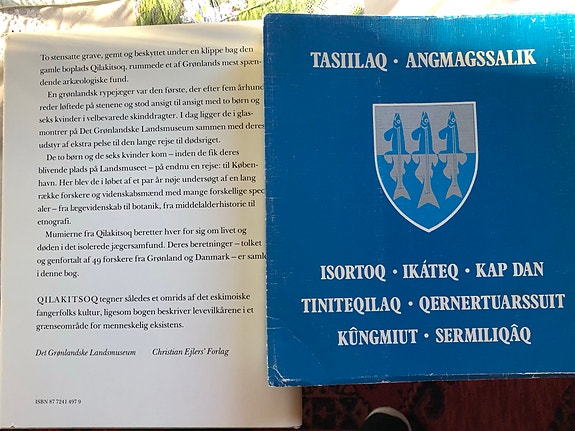 To stensatte grave, gemt og beskyttet under en klippe bag den
gamle boplads Qilakitsoq, rummede et af Grønlands mest spæn-
dende arkæologiske fund.
En grønlandsk rypejæger var den første, der efter fem århund
reder løftede på stenene og stod ansigt til ansigt med to børn og
seks kvinder i velbevarede skinddragter. I dag ligger de i glas-
montrer på Det Grønlandske Landsmuseum sammen med deres
udstyr af ekstra pelse til den lange rejse til dødsriget.
De to børn og de seks kvinder kom – inden de fik deres
blivende plads på Landsmuseet – på endnu en rejse: til Køben-
havn. Her blev de i løbet af et par år nøje undersøgt af en lang
række forskere og videnskabsmænd med mange forskellige spec
aler – fra lægevidenskab til botanik, fra middelalderhistorie til
etnografi.
Mumierne fra Qilakitsoq beretter hver for sig om livet og
døden i det isolerede jægersamfund. Deres beretninger – tolket
og genfortalt af 49 forskere fra Grønland og Danmark – er samle
i denne bog.
QILAKITSOQ tegner således et omrids af det eskimoiske
fangerfolks kultur, ligesom bogen beskriver levevilkårene i et
grænseområde for menneskelig eksistens.
Det Grønlandske Landsmuseum Christian Ejlers' Forlag
ISBN 87 7241 497 9
TASIILAQ · ANGMAGSSALIK
ISORTOQ · IKÁTEQ · KAP DAN
TINITEQILAQ · QERNERTUARSSUIT
KÛNGMIUT · SERMILIQÂQ